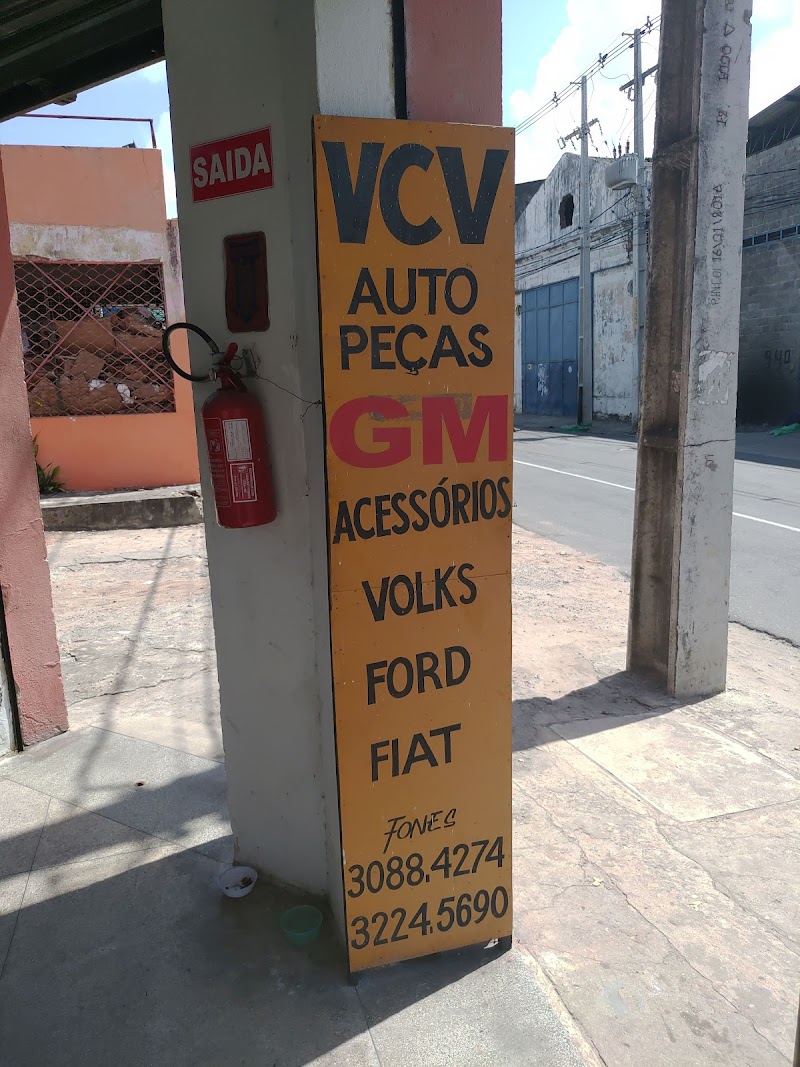 SAIDA
VCV
AUTO
PEÇAS
GM
ACESSÓRIOS
VOLKS
FORD
FIAT
FONES
3088.4274
3224.5690